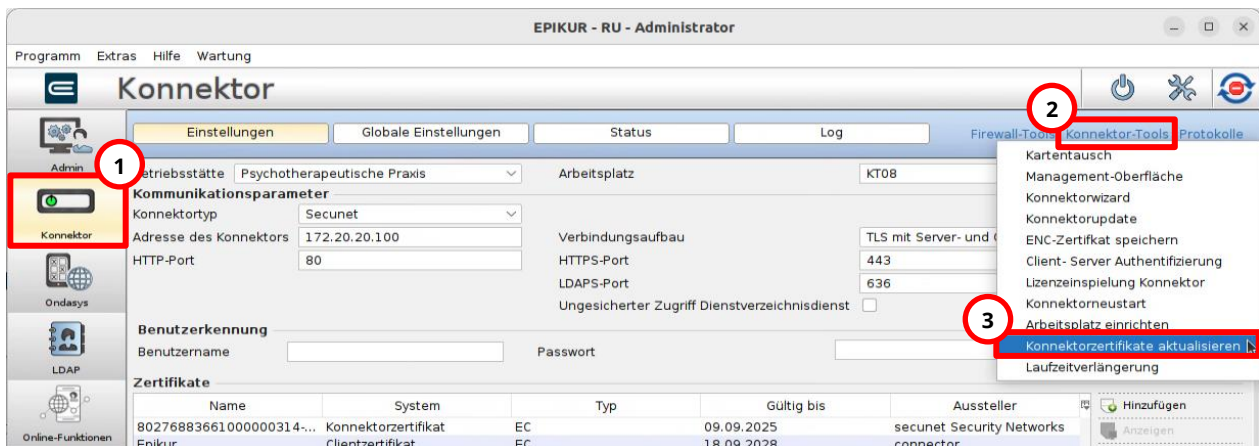 EPIKUR - RU - Administrator
Programm Extras Hilfe Wartung
Konnektor
2
Einstellungen Globale Einstellungen Status Log Firewall-Tools Konnektor-Tools Protokolle
Admin
1
Betriebsstätte Psychotherapeutische Praxis Arbeitsplatz KT08
Kartentausch
Management-Oberfläche
Kommunikationsparameter
Konnektorwizard
Konnektortyp Secunet
Konnektorupdate
Konnektor
Adresse des Konnektors 172.20.20.100 Verbindungsaufbau TLS mit Server- und
ENC-Zertifkat speichern
HTTP-Port 80 HTTPS-Port 443
Client- Server Authentifizierung
LDAPS-Port 636
Lizenzeinspielung Konnektor
Ondasys
Ungesicherter Zugriff Dienstverzeichnisdienst
Konnektorneustart
3
Arbeitsplatz einrichten
Benutzerkennung
Konnektorzertifikate aktualisieren
Benutzername Passwort
Laufzeitverlängerung
LDAP
Zertifikate
Name System Typ Gültig bis Aussteller Hinzufügen
80276883661000000314-... Konnektorzertifikat EC 09.09.2025 secunet Security Networks
Anzeigen
Online-Funktionen
Epikur Clientzertifikat EC 18.09.2028 connector